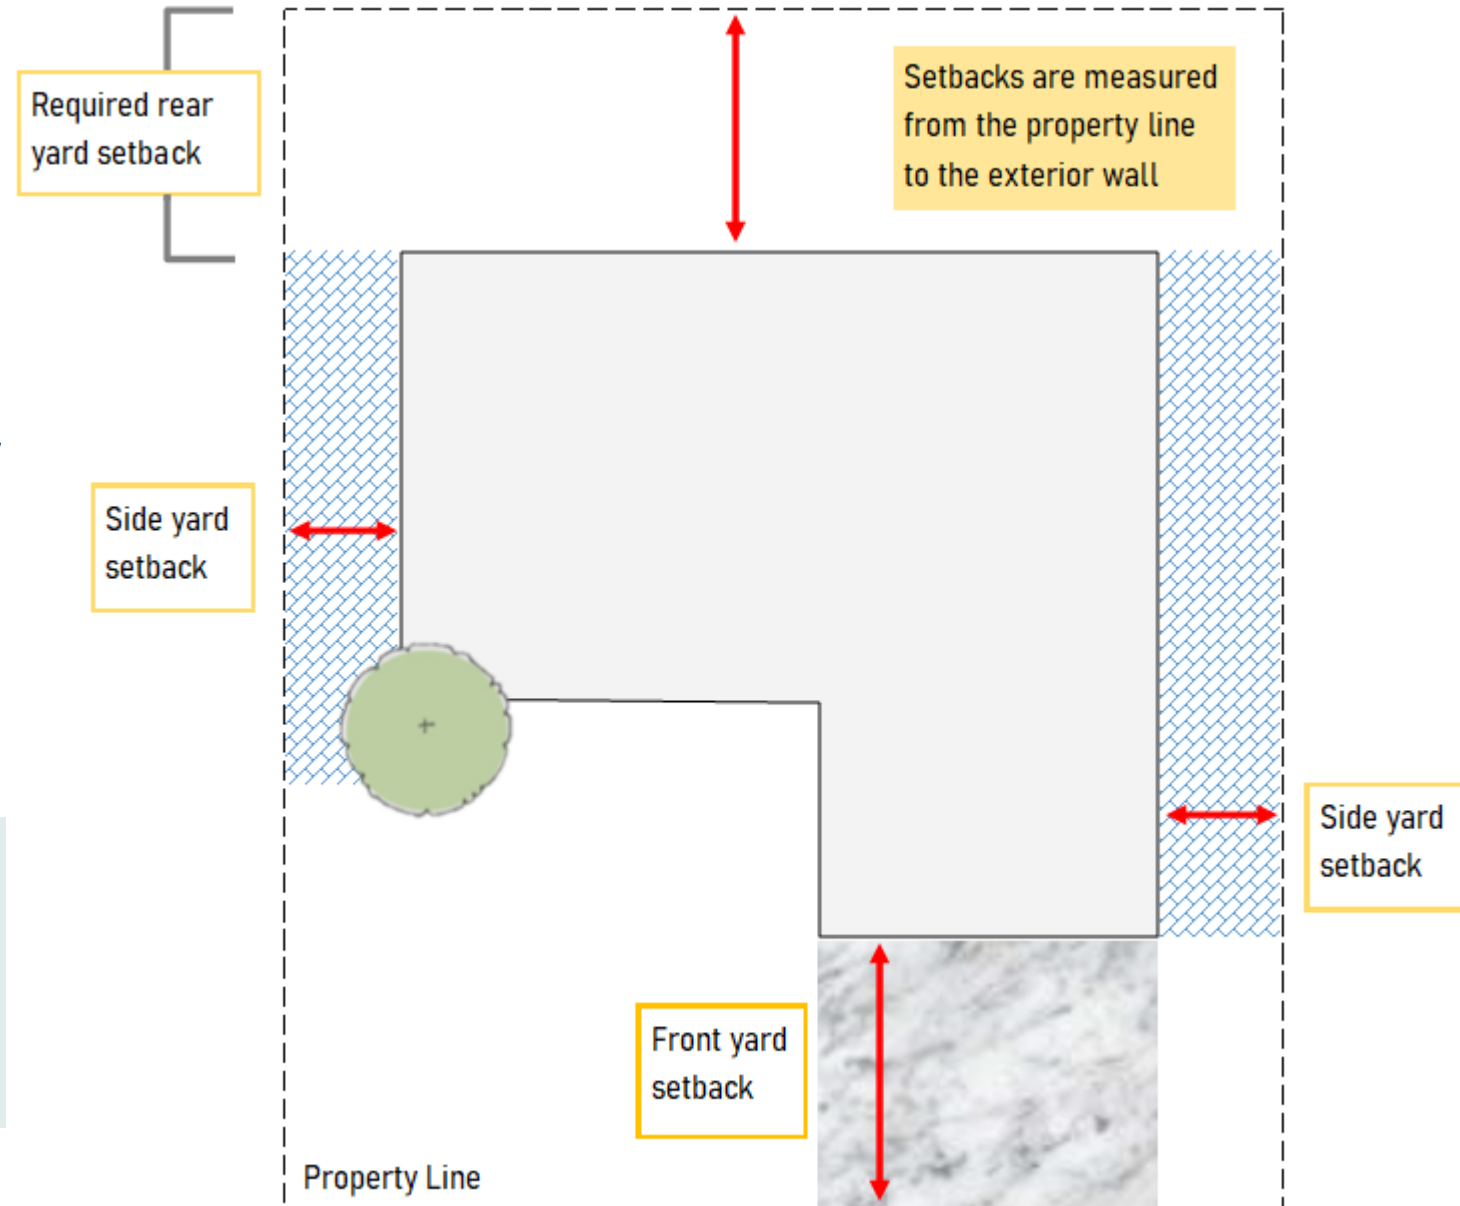 Required rear
yard setback
Setbacks are measured
from the property line
to the exterior wall
Side yard
setback
Side yard
setback
Front yard
setback
Property Line